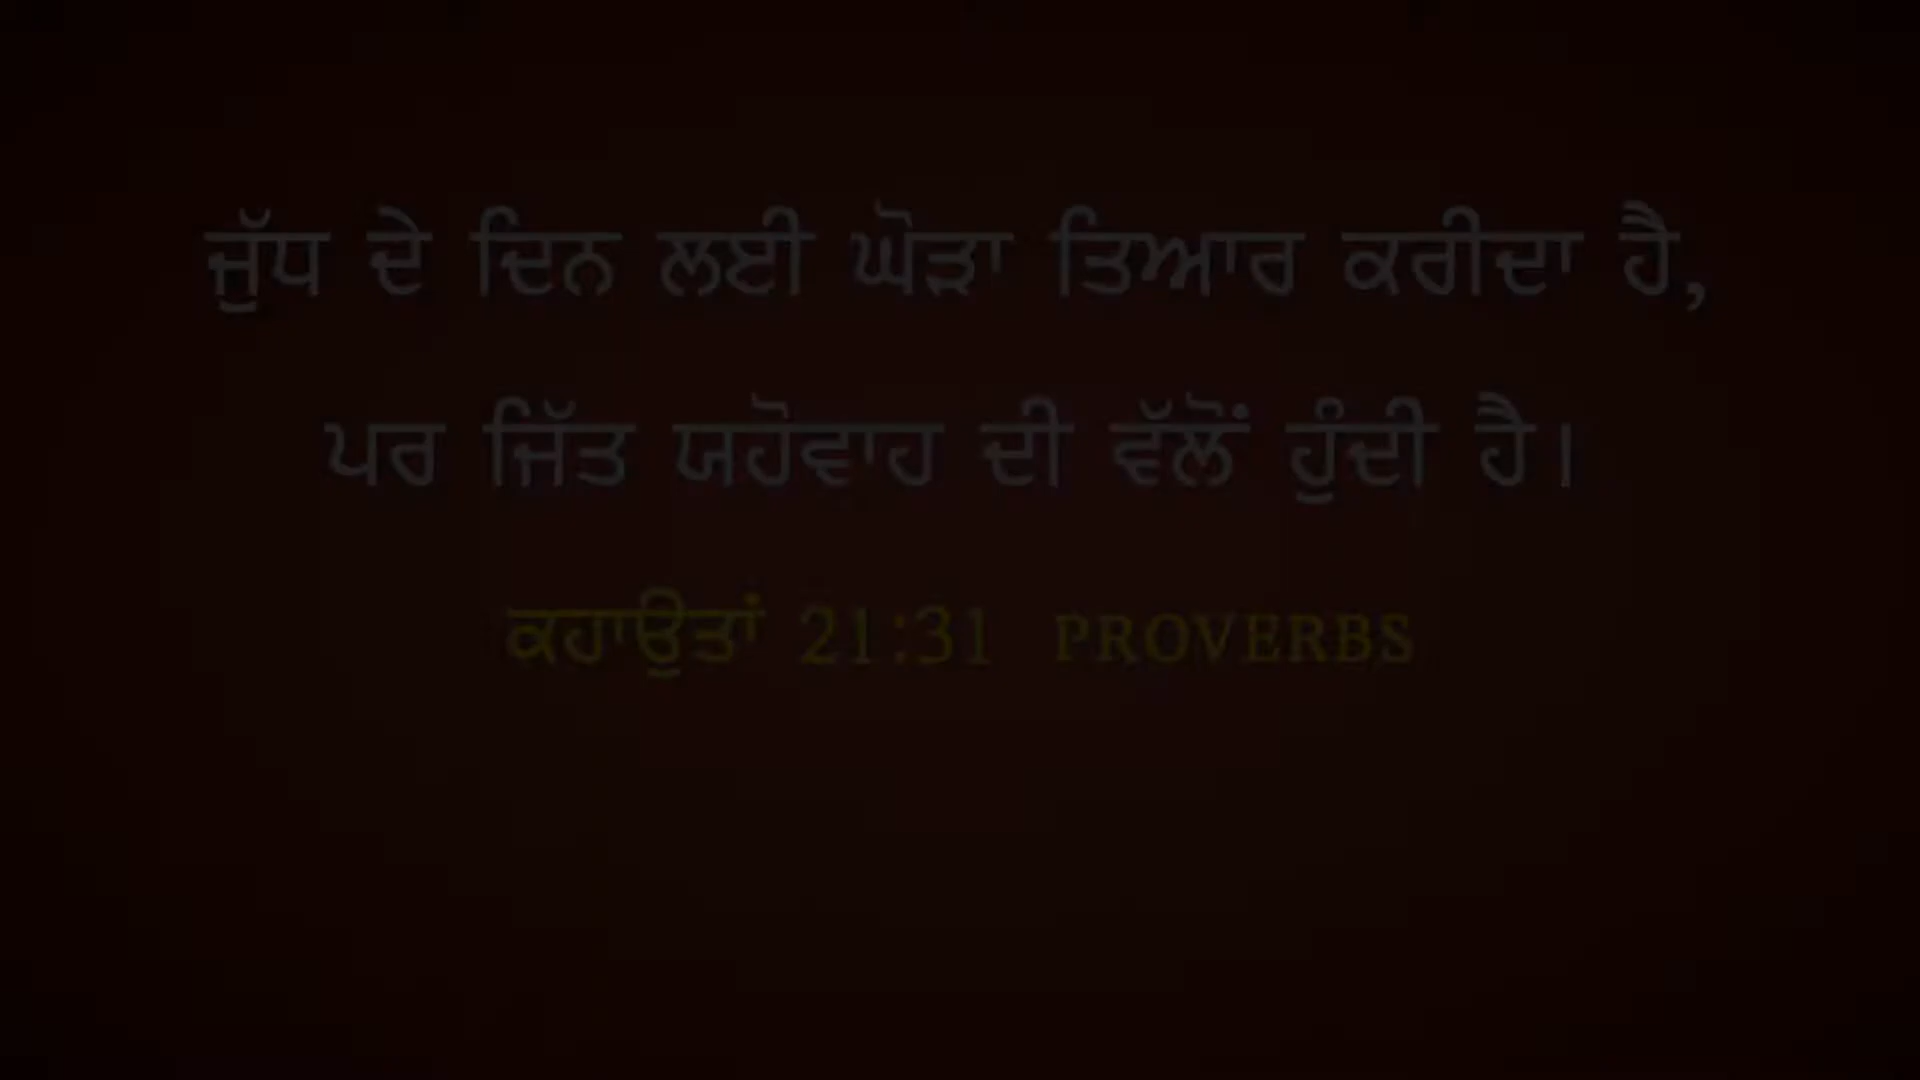 ਜੁੱਧ ਦੇ ਦਿਨ ਲਈ ਘੋੜਾ ਤਿਆਰ ਕਰੀਦਾ ਹੈ,
ਪਰ ਜਿੱਤ ਯਹੋਵਾਹ ਦੀ ਵੱਲੋਂ ਹੁੰਦੀ ਹੈ।
ਕਹਾਉਤਾਂ 21:31 PROVERBS